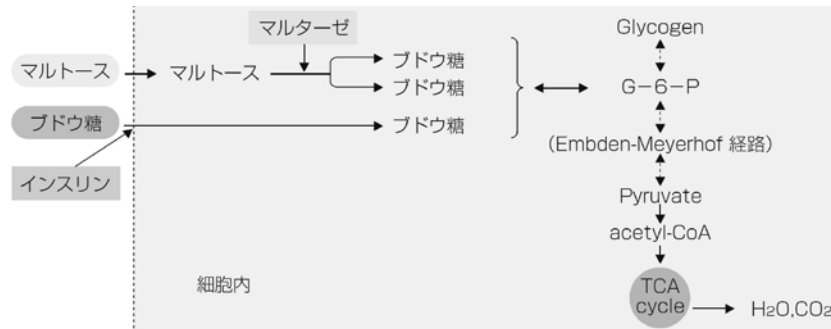 マルターゼ
Glycogen
マルトース
マルトース
ブドウ糖
ブドウ糖
G-6-P
ブドウ糖
ブドウ糖
(Embden-Meyerhof 経路)
インスリン
Pyruvate
acetyl-CoA
細胞内
TCA
cycle
H₂O,CO₂